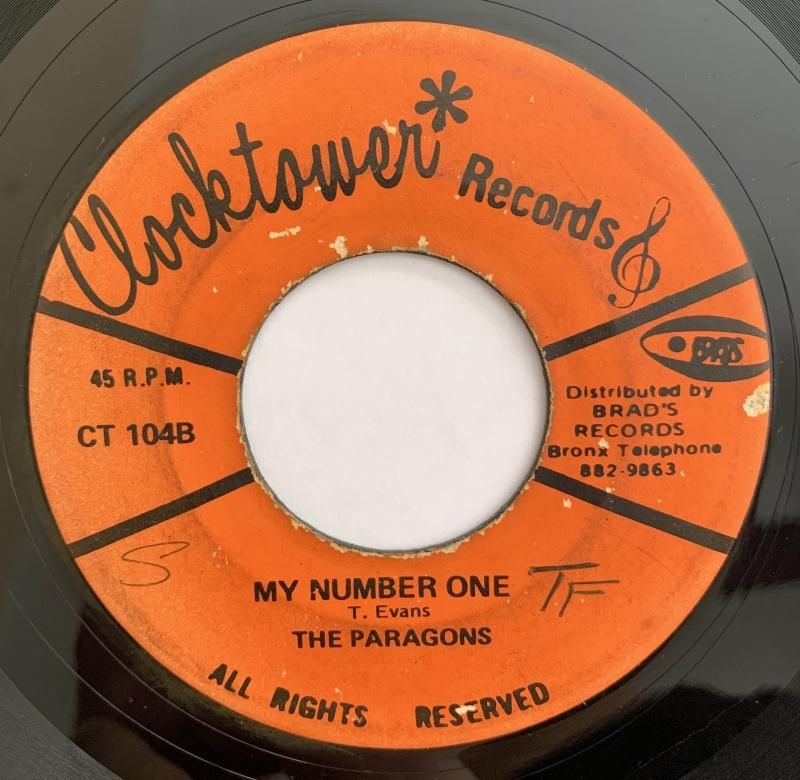 Clocktower* Records
BRADS
45 R.P.M.
CT 104B
Distributed by
BRAD'S
RECORDS
Bronx Telephone
882-9863
S
TF
MY NUMBER ONE
T. Evans
THE PARAGONS
ALL RIGHTS RESERVED